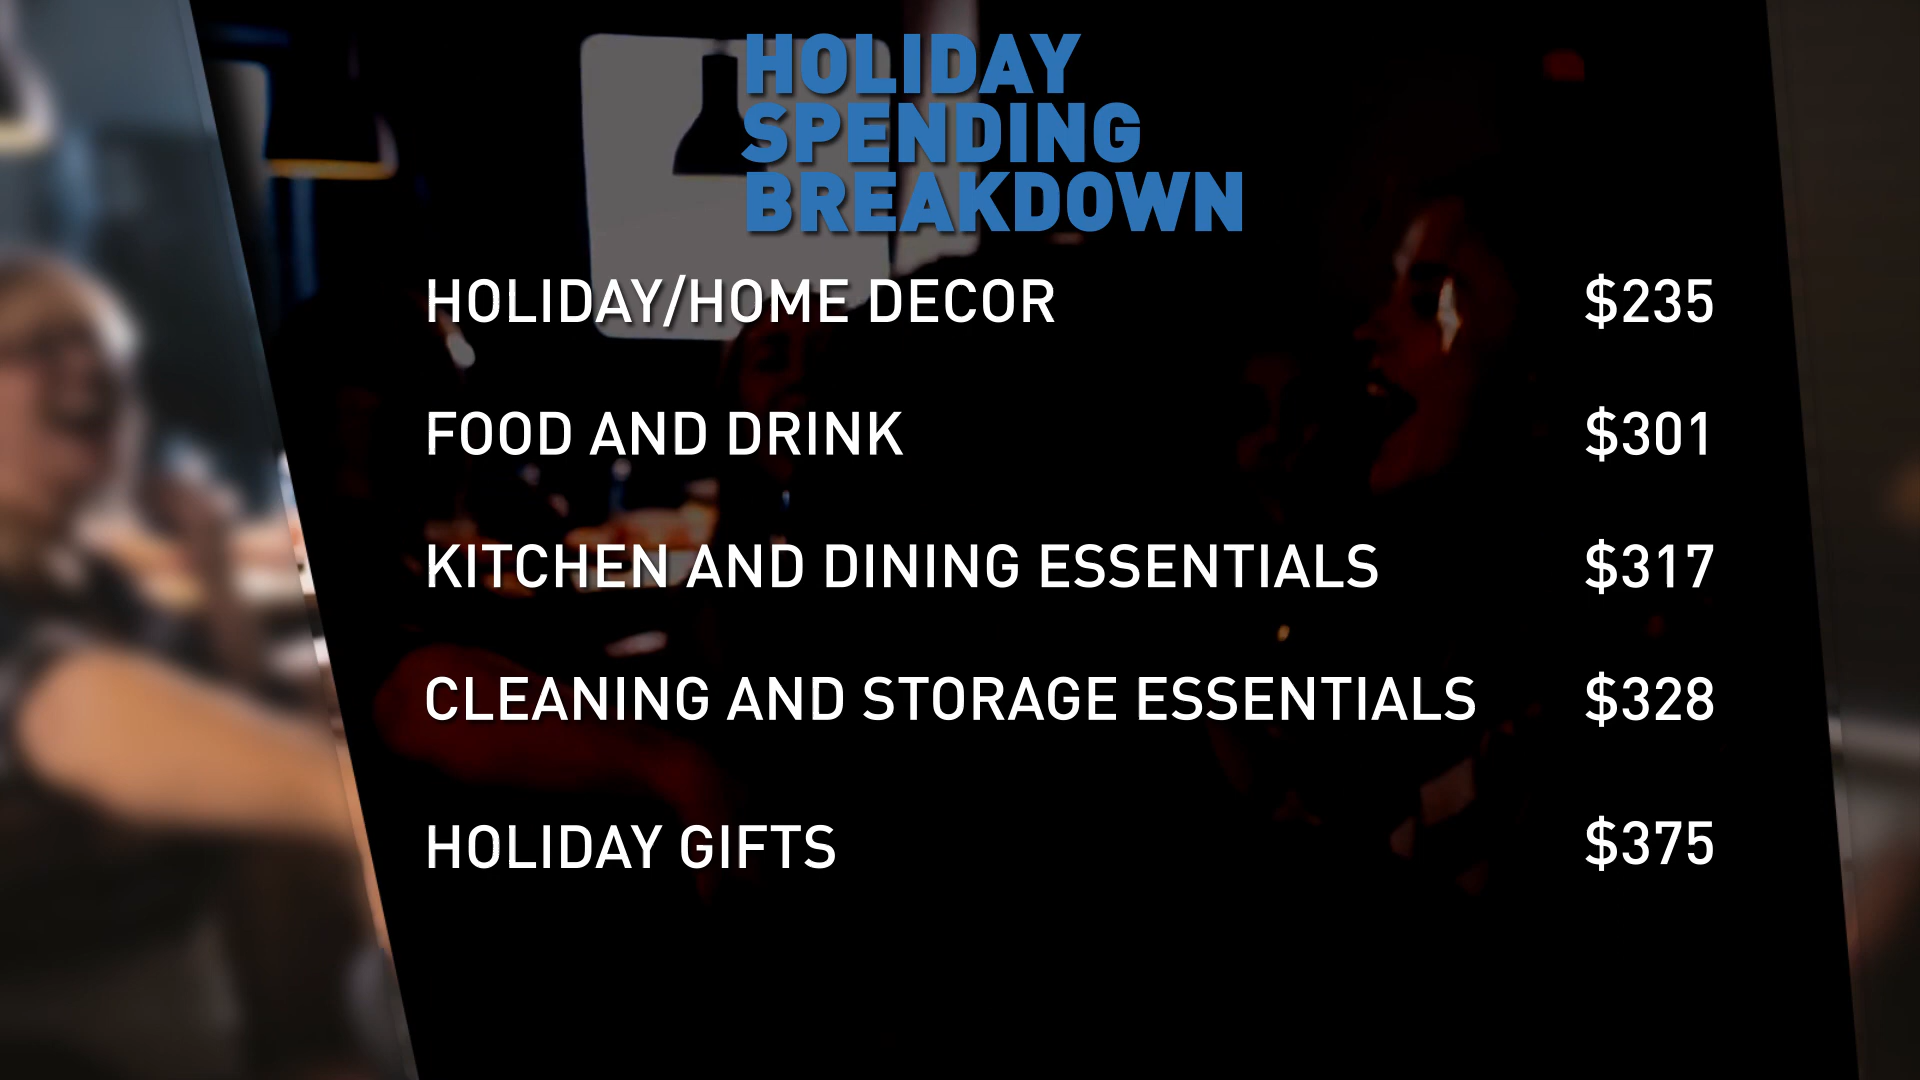 HOLIDAY
SPENDING
BREAKDOWN
HOLIDAY/HOME DECOR $235
FOOD AND DRINK $301
KITCHEN AND DINING ESSENTIALS $317
CLEANING AND STORAGE ESSENTIALS $328
HOLIDAY GIFTS $375